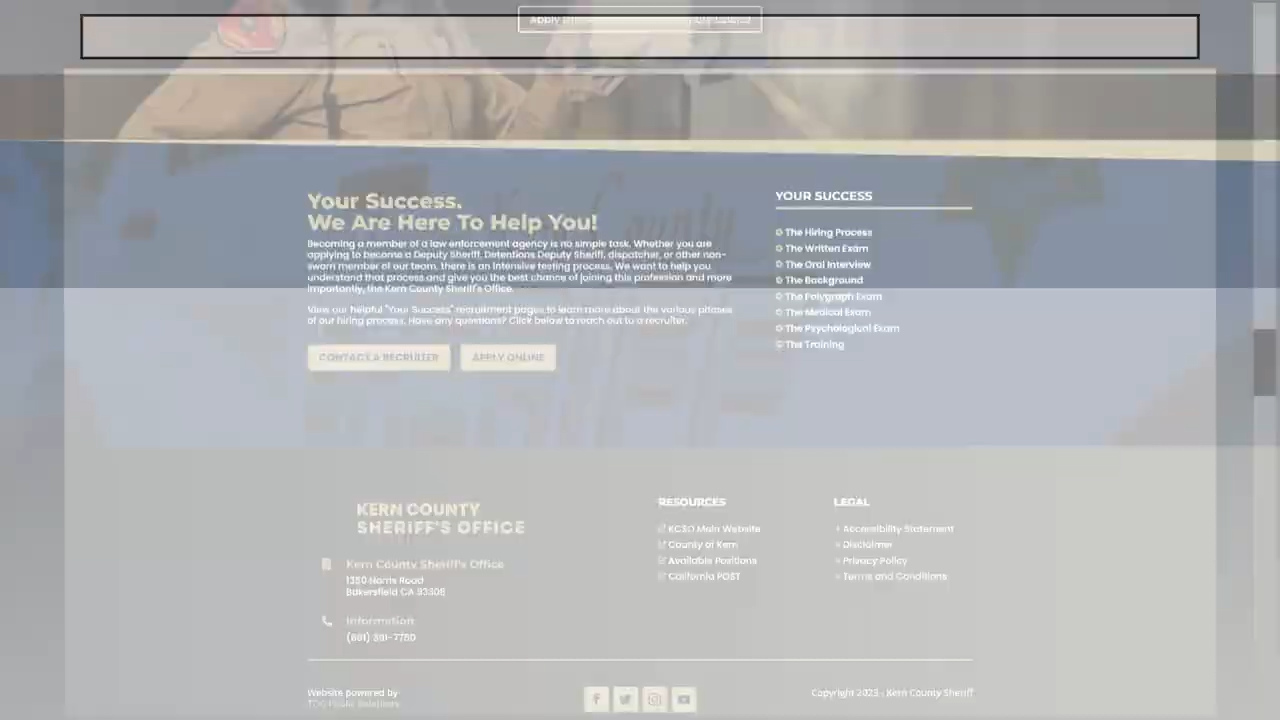 Apply
Your Success.
We Are Here To Help You!
Becoming a member of a law enforcement agency is no simple task. Whether you are
applying to become a Deputy Sheriff, Detentions Deputy Sheriff, dispatcher, or other non-
sworn member of our team, there is an intensive testing process. We want to help you
understand that process and give you the best chance of joining this profession and more
importantly, the Kern County Sheriff's Office.
View our helpful "Your Success" recruitment pages to learn more about the various phases
of our hiring process. Have any questions? Click below to reach out to a recruiter.
CONTACT A RECRUITER
APPLY ONLINE
YOUR SUCCESS
The Hiring Process
The Written Exam
The Oral Interview
The Background
The Polygraph Exam
The Medical Exam
The Psychological Exam
The Training
County
KERN COUNTY
SHERIFF'S OFFICE
Kern County Sheriff's Office
1350 Norris Road
Bakersfield CA 93308
Information
RESOURCES
KCSO Main Website
County of Kern
Available Positions
California POST
LEGAL
Accessibility Statement
Disclaimer
Privacy Policy
Terms and Conditions
Website powered by
TOC Public Relations
Copyright 2023 - Kern County Sheriff